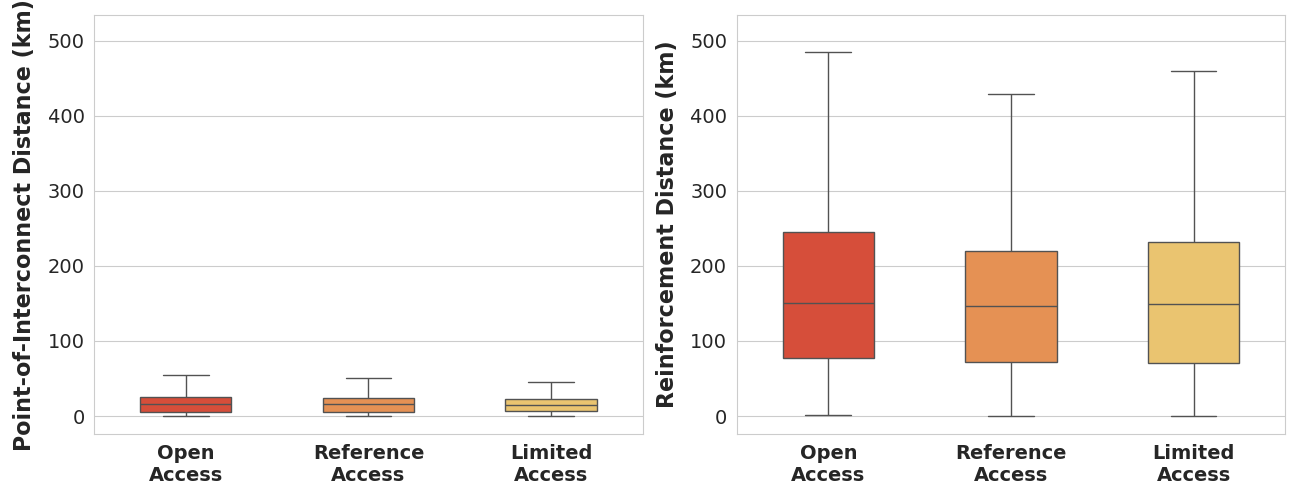 Point-of-Interconnect Distance (km)
500
400
300
200
100
0
Open
Access
Reference
Access
Limited
Access
Reinforcement Distance (km)
500
400
300
200
100
0
Open
Access
Reference
Access
Limited
Access